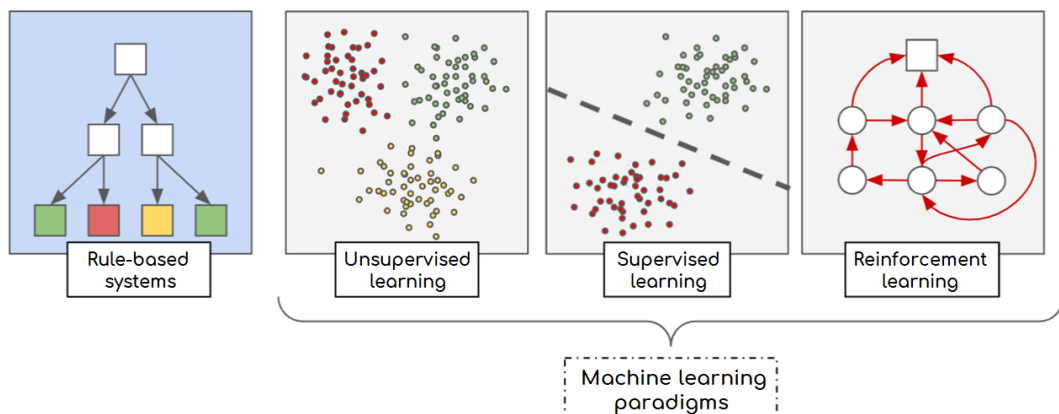 Rule-based
systems
Unsupervised
learning
Supervised
learning
Reinforcement
learning
Machine learning
paradigms